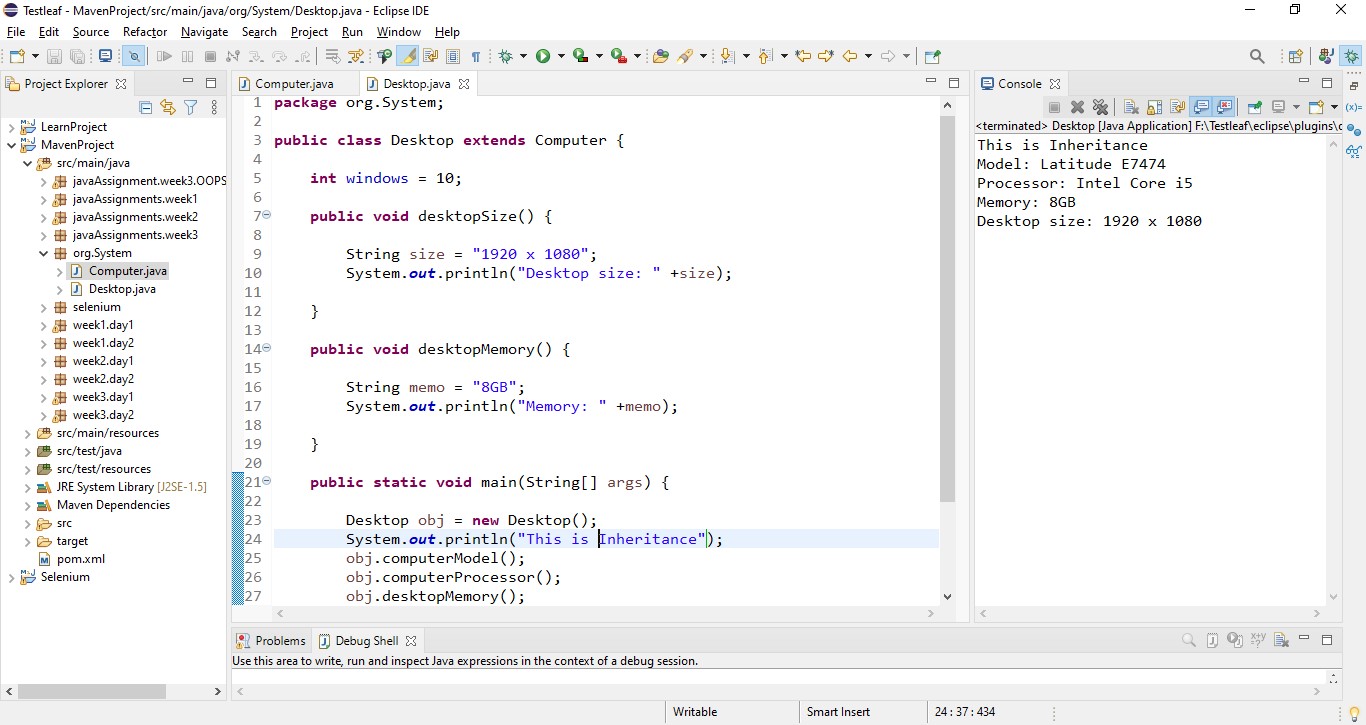 Testleaf - MavenProject/src/main/java/org/System/Desktop.java - Eclipse IDE
File Edit Source Refactor Navigate Search Project Run Window Help
Project Explorer
LearnProject
MavenProject
src/main/java
javaAssignment.week3.OOPS
javaAssignments.week1
javaAssignments.week2
javaAssignments.week3
org.System
Computer.java
Desktop.java
selenium
week1.day1
week1.day2
week2.day1
week2.day2
week3.day1
week3.day2
src/main/resources
src/test/java
src/test/resources
JRE System Library [J2SE-1.5]
Maven Dependencies
src
target
pom.xml
Selenium
Computer.java Desktop.java
1 package org.System;
2
3 public class Desktop extends Computer {
4
5 int windows = 10;
6
7 public void desktopSize() {
8
9 String size = "1920 x 1080";
10 System.out.println("Desktop size: " +size);
11
12 }
13
14 public void desktopMemory() {
15
16 String memo = "8GB";
17 System.out.println("Memory: " +memo);
18
19 }
20
21 public static void main(String[] args) {
22
23 Desktop obj = new Desktop();
24 System.out.println("This is Inheritance");
25 obj.computerModel();
26 obj.computerProcessor();
27 obj.desktopMemory();
Console
<terminated> Desktop [Java Application] F:\Testleaf\eclipse\plugins\
This is Inheritance
Model: Latitude E7474
Processor: Intel Core i5
Memory: 8GB
Desktop size: 1920 x 1080
Problems Debug Shell
Use this area to write, run and inspect Java expressions in the context of a debug session.
Writable Smart Insert 24 : 37 : 434